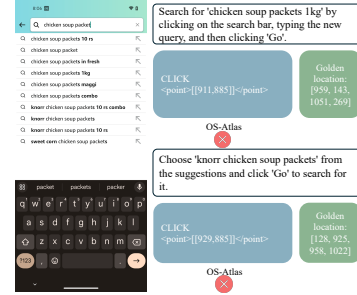 8:06
chicken soup packet
chicken soup packets 10 rs
chicken soup packet
chicken soup packets in fresh
chicken soup packets 1kg
chicken soup packets maggi
chicken soup packets combo
knorr chicken soup packets 10 rs combo
knorr chicken soup packets
knorr chicken soup packets 10 rs
sweet corn chicken soup packets
packet packets packer
q w e r t y u i o p
a s d f g h j k l
z x c v b n m
?123 , .
Search for 'chicken soup packets 1kg' by
clicking on the search bar, typing the new
query, and then clicking 'Go'.
CLICK
<point>[[911,885]]</point>
Golden
location:
[959, 143,
1051, 269]
OS-Atlas
Choose 'knorr chicken soup packets' from
the suggestions and click 'Go' to search for
it.
CLICK
<point>[[929,885]]</point>
Golden
location:
[128, 925,
958, 1022]
OS-Atlas